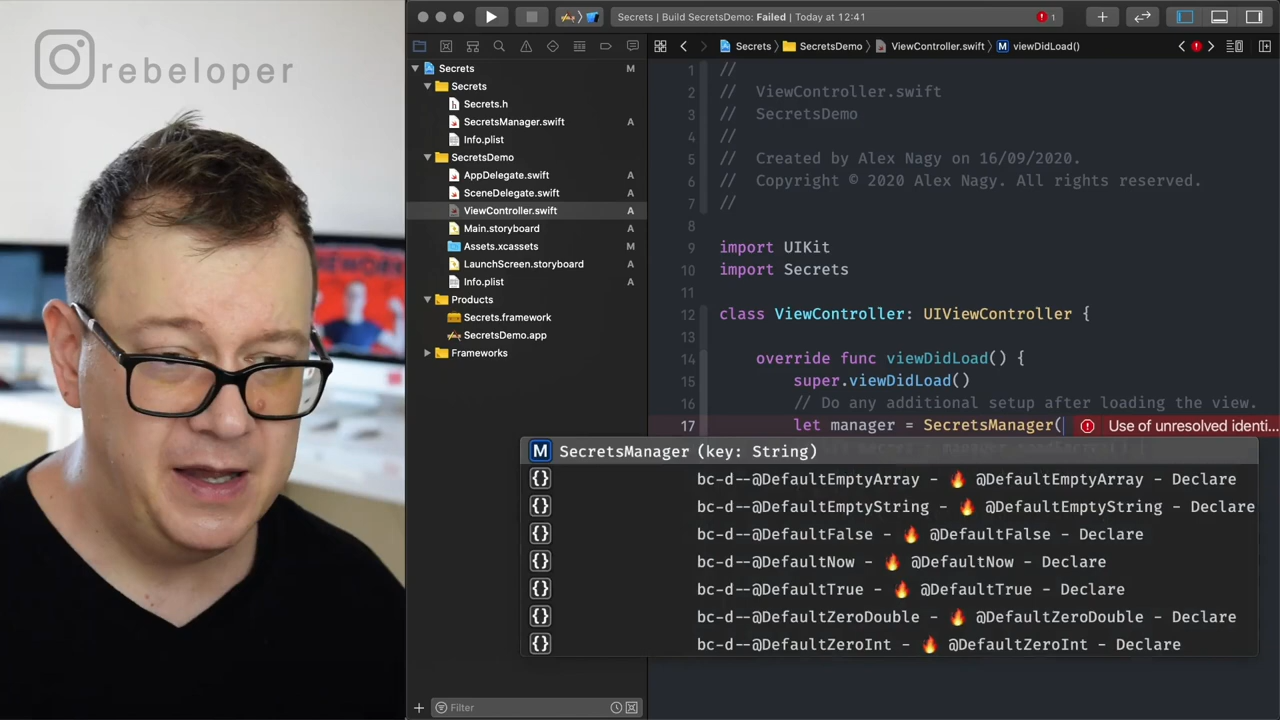 rebeloper
Secrets | Build SecretsDemo: Failed | Today at 12:41
1
Secrets
SecretsDemo
ViewController.swift
M
viewDidLoad()
Secrets M
Secrets
h Secrets.h
SecretsManager.swift A
Info.plist
SecretsDemo
AppDelegate.swift A
SceneDelegate.swift A
ViewController.swift A
Main.storyboard A
Assets.xcassets M
LaunchScreen.storyboard A
Info.plist A
Products
Secrets.framework
SecretsDemo.app
Frameworks
Filter
1 //
2 // ViewController.swift
3 // SecretsDemo
4 //
5 // Created by Alex Nagy on 16/09/2020.
6 // Copyright © 2020 Alex Nagy. All rights reserved.
7 //
8
9 import UIKit
10 import Secrets
11
12 class ViewController: UIViewController {
13
14 override func viewDidLoad() {
15 super.viewDidLoad()
16 // Do any additional setup after loading the view.
17 let manager = SecretsManager( Use of unresolved identi...
M SecretsManager (key: String)
{} bc-d--@DefaultEmptyArray - 🔥 @DefaultEmptyArray - Declare
{} bc-d--@DefaultEmptyString - 🔥 @DefaultEmptyString - Declare
{} bc-d--@DefaultFalse - 🔥 @DefaultFalse - Declare
{} bc-d--@DefaultNow - 🔥 @DefaultNow - Declare
{} bc-d--@DefaultTrue - 🔥 @DefaultTrue - Declare
{} bc-d--@DefaultZeroDouble - 🔥 @DefaultZeroDouble - Declare
{} bc-d--@DefaultZeroInt - 🔥 @DefaultZeroInt - Declare